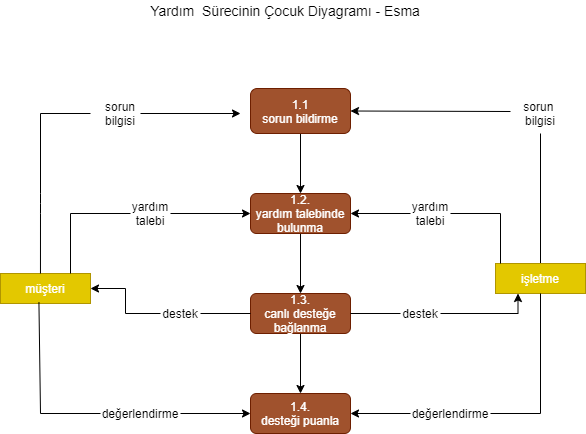 Yardım  Sürecinin Çocuk Diyagramı - Esma
sorun
bilgisi
1.1
sorun bildirme
sorun
bilgisi
yardım
talebi
1.2.
yardım talebinde
bulunma
yardım
talebi
müşteri
işletme
destek
1.3.
canlı desteğe
bağlanma
destek
değerlendirme
1.4.
desteği puanla
değerlendirme